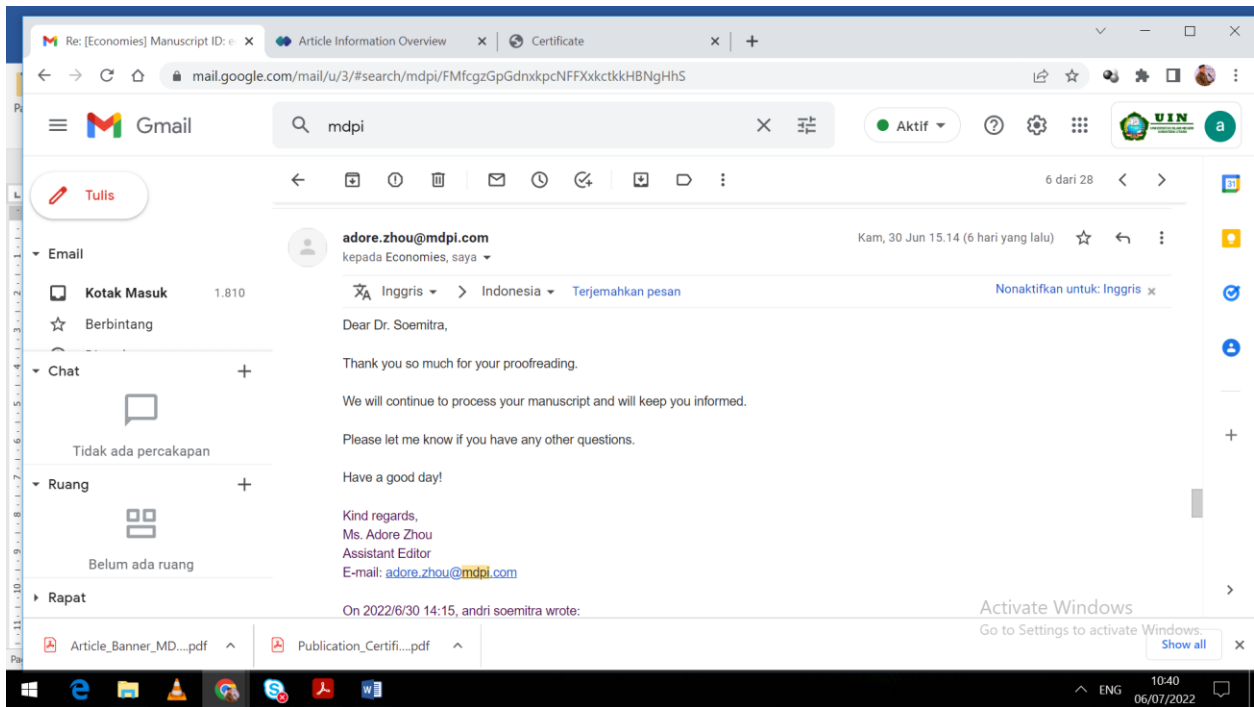 Re: [Economies] Manuscript ID: e
Article Information Overview
Certificate
mail.google.com/mail/u/3/#search/mdpi/FMfcgzGpGdnxkpcNFFXxkctkkHBNgHhS
Gmail
mdpi
Aktif
UIN
a
Tulis
6 dari 28
31
Email
Kotak Masuk 1.810
Berbintang
Chat
Tidak ada percakapan
Ruang
Belum ada ruang
Rapat
adore.zhou@mdpi.com
Kam, 30 Jun 15.14 (6 hari yang lalu)
kepada Economies, saya
Inggris > Indonesia Terjemahkan pesan
Nonaktifkan untuk: Inggris x
Dear Dr. Soemitra,
Thank you so much for your proofreading.
We will continue to process your manuscript and will keep you informed.
Please let me know if you have any other questions.
Have a good day!
Kind regards,
Ms. Adore Zhou
Assistant Editor
E-mail: adore.zhou@mdpi.com
On 2022/6/30 14:15, andri soemitra wrote:
Activate Windows
Go to Settings to activate Windows.
Article_Banner_MD....pdf
Publication_Certifi....pdf
Show all
ENG
10:40
06/07/2022